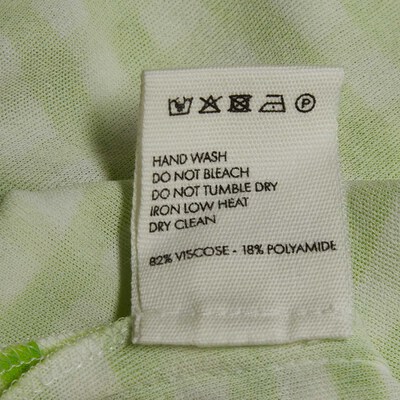 HAND WASH
DO NOT BLEACH
DO NOT TUMBLE DRY
IRON LOW HEAT
DRY CLEAN
82% VISCOSE - 18% POLYAMIDE